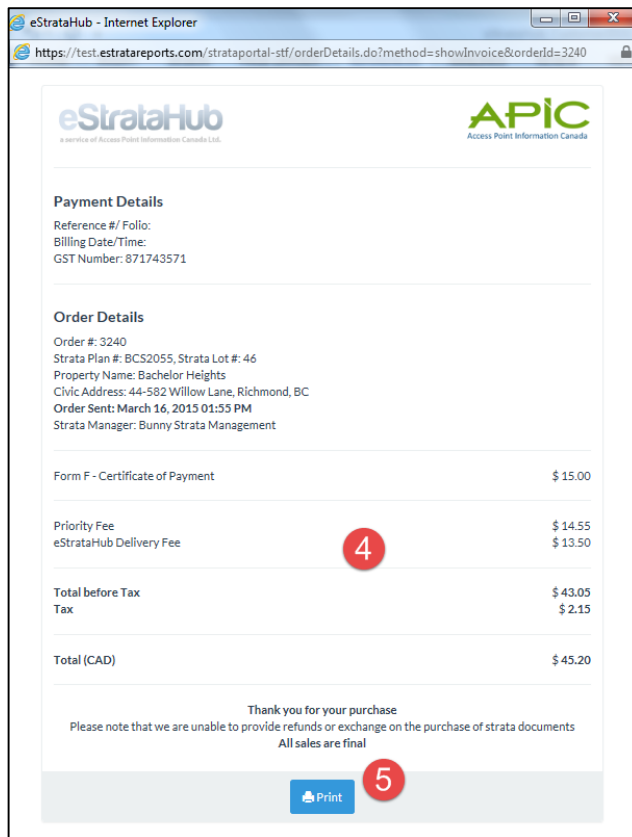 eStrataHub - Internet Explorer
https://test.estratareports.com/strataportal-stf/orderDetails.do?method=showInvoice&orderId=3240
eStrataHub
a service of Access Point Information Canada Ltd.
APIC
Access Point Information Canada
Payment Details
Reference #/ Folio:
Billing Date/Time:
GST Number: 871743571
Order Details
Order #: 3240
Strata Plan #: BCS2055, Strata Lot #: 46
Property Name: Bachelor Heights
Civic Address: 44-582 Willow Lane, Richmond, BC
Order Sent: March 16, 2015 01:55 PM
Strata Manager: Bunny Strata Management
Form F - Certificate of Payment $ 15.00
Priority Fee $ 14.55
eStrataHub Delivery Fee $ 13.50
4
Total before Tax $ 43.05
Tax $ 2.15
Total (CAD) $ 45.20
Thank you for your purchase
Please note that we are unable to provide refunds or exchange on the purchase of strata documents
All sales are final
5
Print